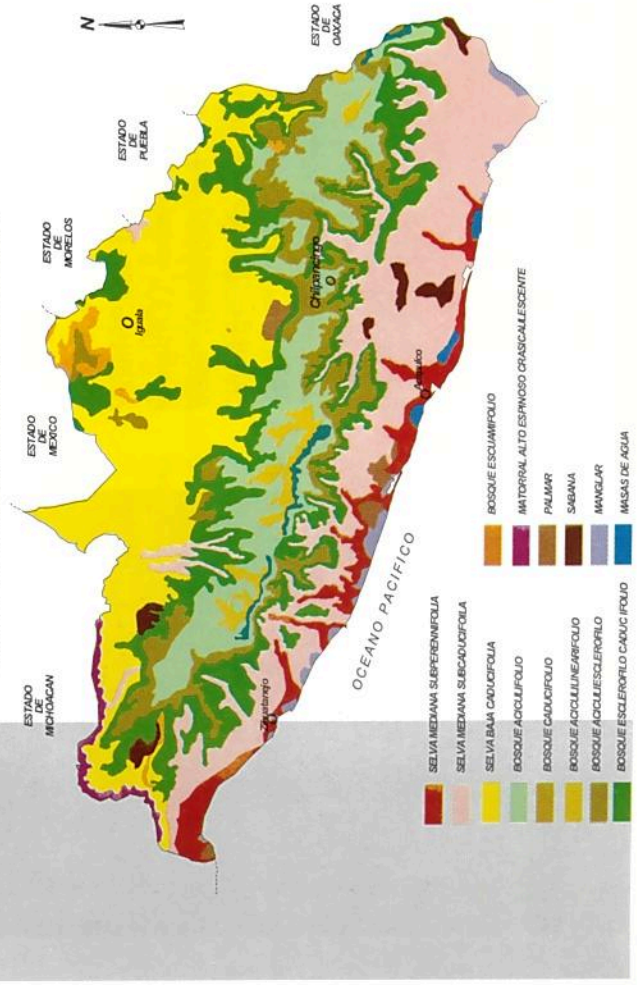 ESTADO
DE
MICHOACAN
ESTADO
DE
MEXICO
ESTADO
DE
MORELOS
ESTADO
DE
PUEBLA
ESTADO
DE
OAXACA
N
Iguala
Chilpancingo
Acapulco
Zihuatanejo
OCEANO PACIFICO
SELVA MEDIANA SUBPERENNIFOLIA
SELVA MEDIANA SUBCADUCIFOILA
SELVA BAJA CADUCIFOLIA
BOSQUE ACICULIFOLIO
BOSQUE CADUCIFOLIO
BOSQUE ACICULILINEARIFOLIO
BOSQUE ACICULIESCLEROFILO
BOSQUE ESCLEROFILO CADUCIFOLIO
BOSQUE ESCUAMIFOLIO
MATORRAL ALTO ESPINOSO CRASICAULESCENTE
PALMAR
SABANA
MANGLAR
MASAS DE AGUA